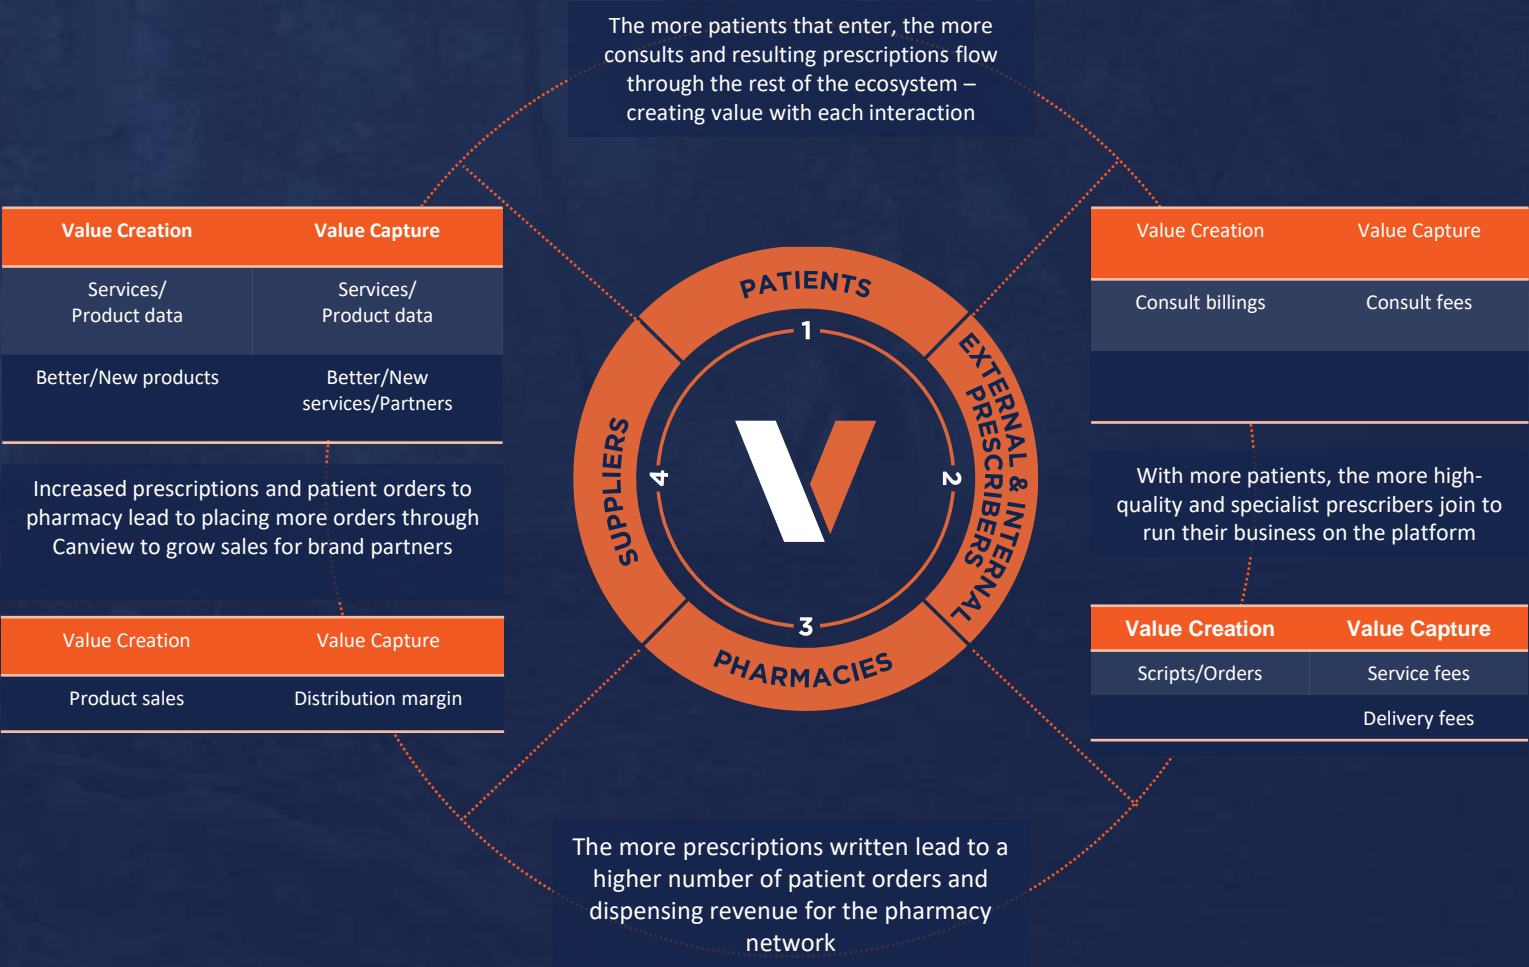 The more patients that enter, the more
consults and resulting prescriptions flow
through the rest of the ecosystem –
creating value with each interaction
Value Creation Value Capture
Services/
Product data
Services/
Product data
Better/New products
Better/New
services/Partners
Increased prescriptions and patient orders to
pharmacy lead to placing more orders through
Canview to grow sales for brand partners
Value Creation Value Capture
Product sales Distribution margin
PATIENTS
1
EXTERNAL & INTERNAL
PRESCRIBERS
2
PHARMACIES
3
SUPPLIERS
4
V
Value Creation Value Capture
Consult billings Consult fees
With more patients, the more high-
quality and specialist prescribers join to
run their business on the platform
Value Creation Value Capture
Scripts/Orders Service fees
Delivery fees
The more prescriptions written lead to a
higher number of patient orders and
dispensing revenue for the pharmacy
network